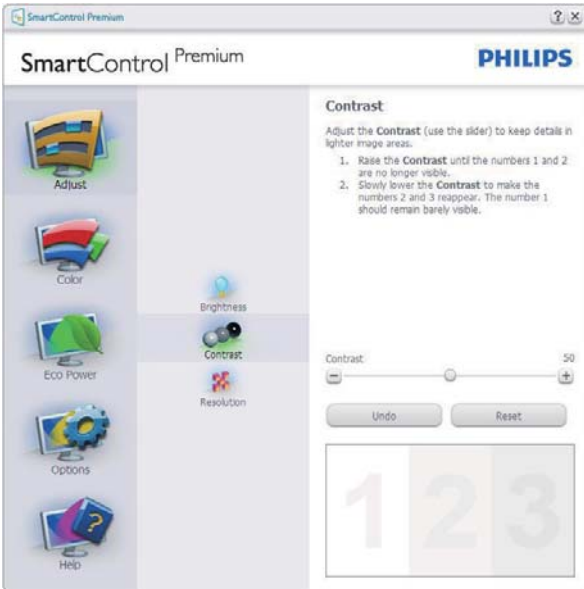 SmartControl Premium
? ×
SmartControl Premium
PHILIPS
Adjust
Color
Eco Power
Options
Help
Brightness
Contrast
Resolution
Contrast
Adjust the Contrast (use the slider) to keep details in
lighter image areas.
1. Raise the Contrast until the numbers 1 and 2
are no longer visible.
2. Slowly lower the Contrast to make the
numbers 2 and 3 reappear. The number 1
should remain barely visible.
Contrast 50
Undo Reset
1 2 3